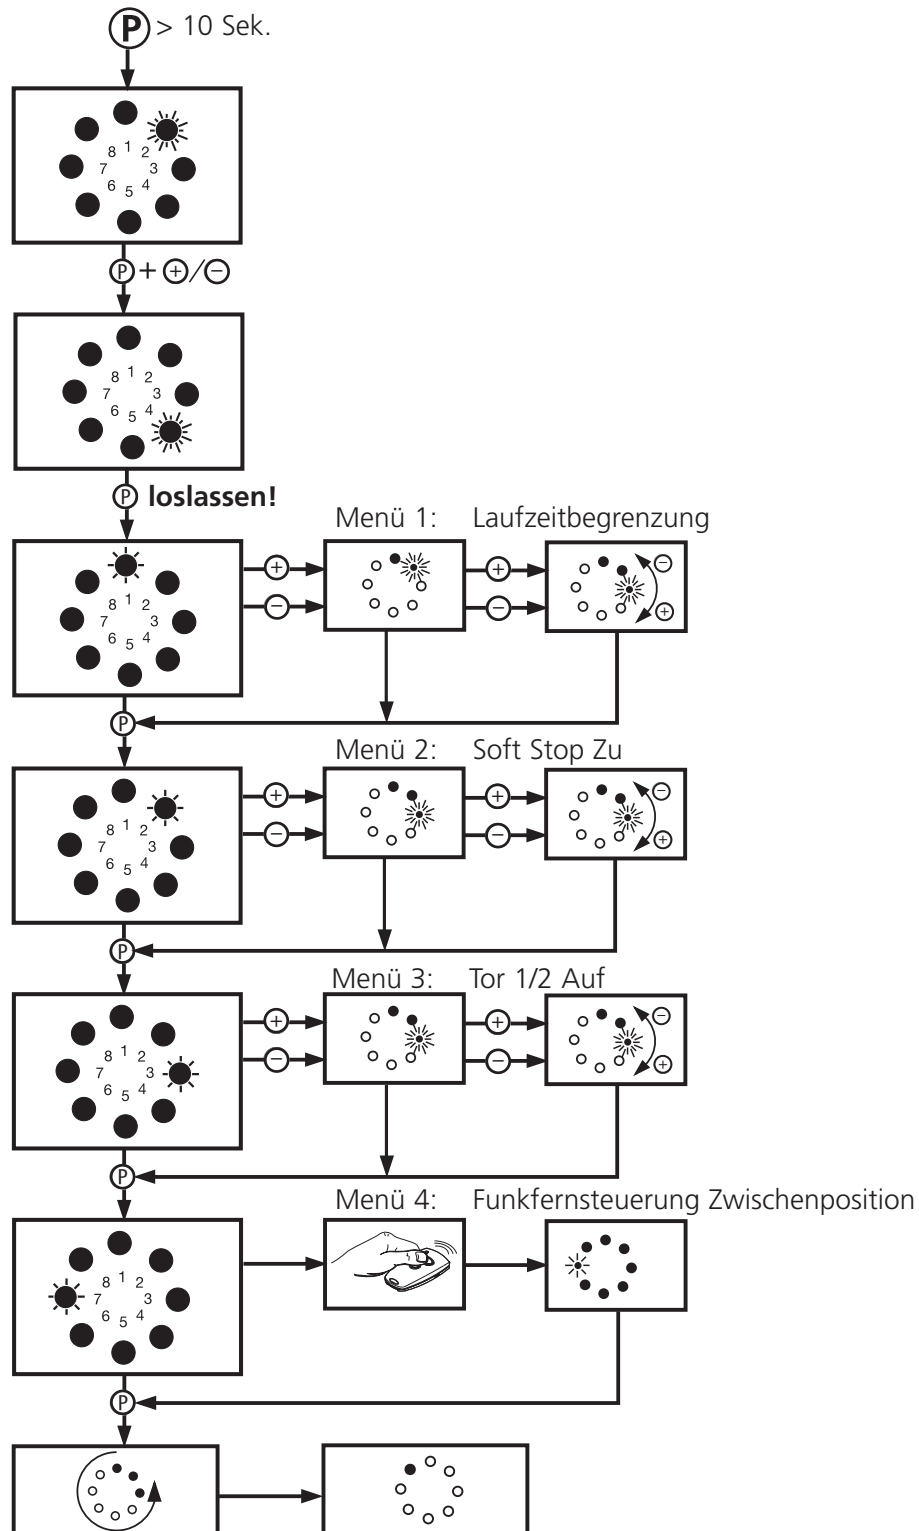 P > 10 Sek.
8 1 2
7 3
6 5 4
P + +/−
8 1 2
7 3
6 5 4
P loslassen!
Menü 1: Laufzeitbegrenzung
8 1 2
7 3
6 5 4
+ + −
− − +
P
Menü 2: Soft Stop Zu
8 1 2
7 3
6 5 4
+ + −
− − +
P
Menü 3: Tor 1/2 Auf
8 1 2
7 3
6 5 4
+ + −
− − +
P
Menü 4: Funkfernsteuerung Zwischenposition
8 1 2
7 3
6 5 4
P